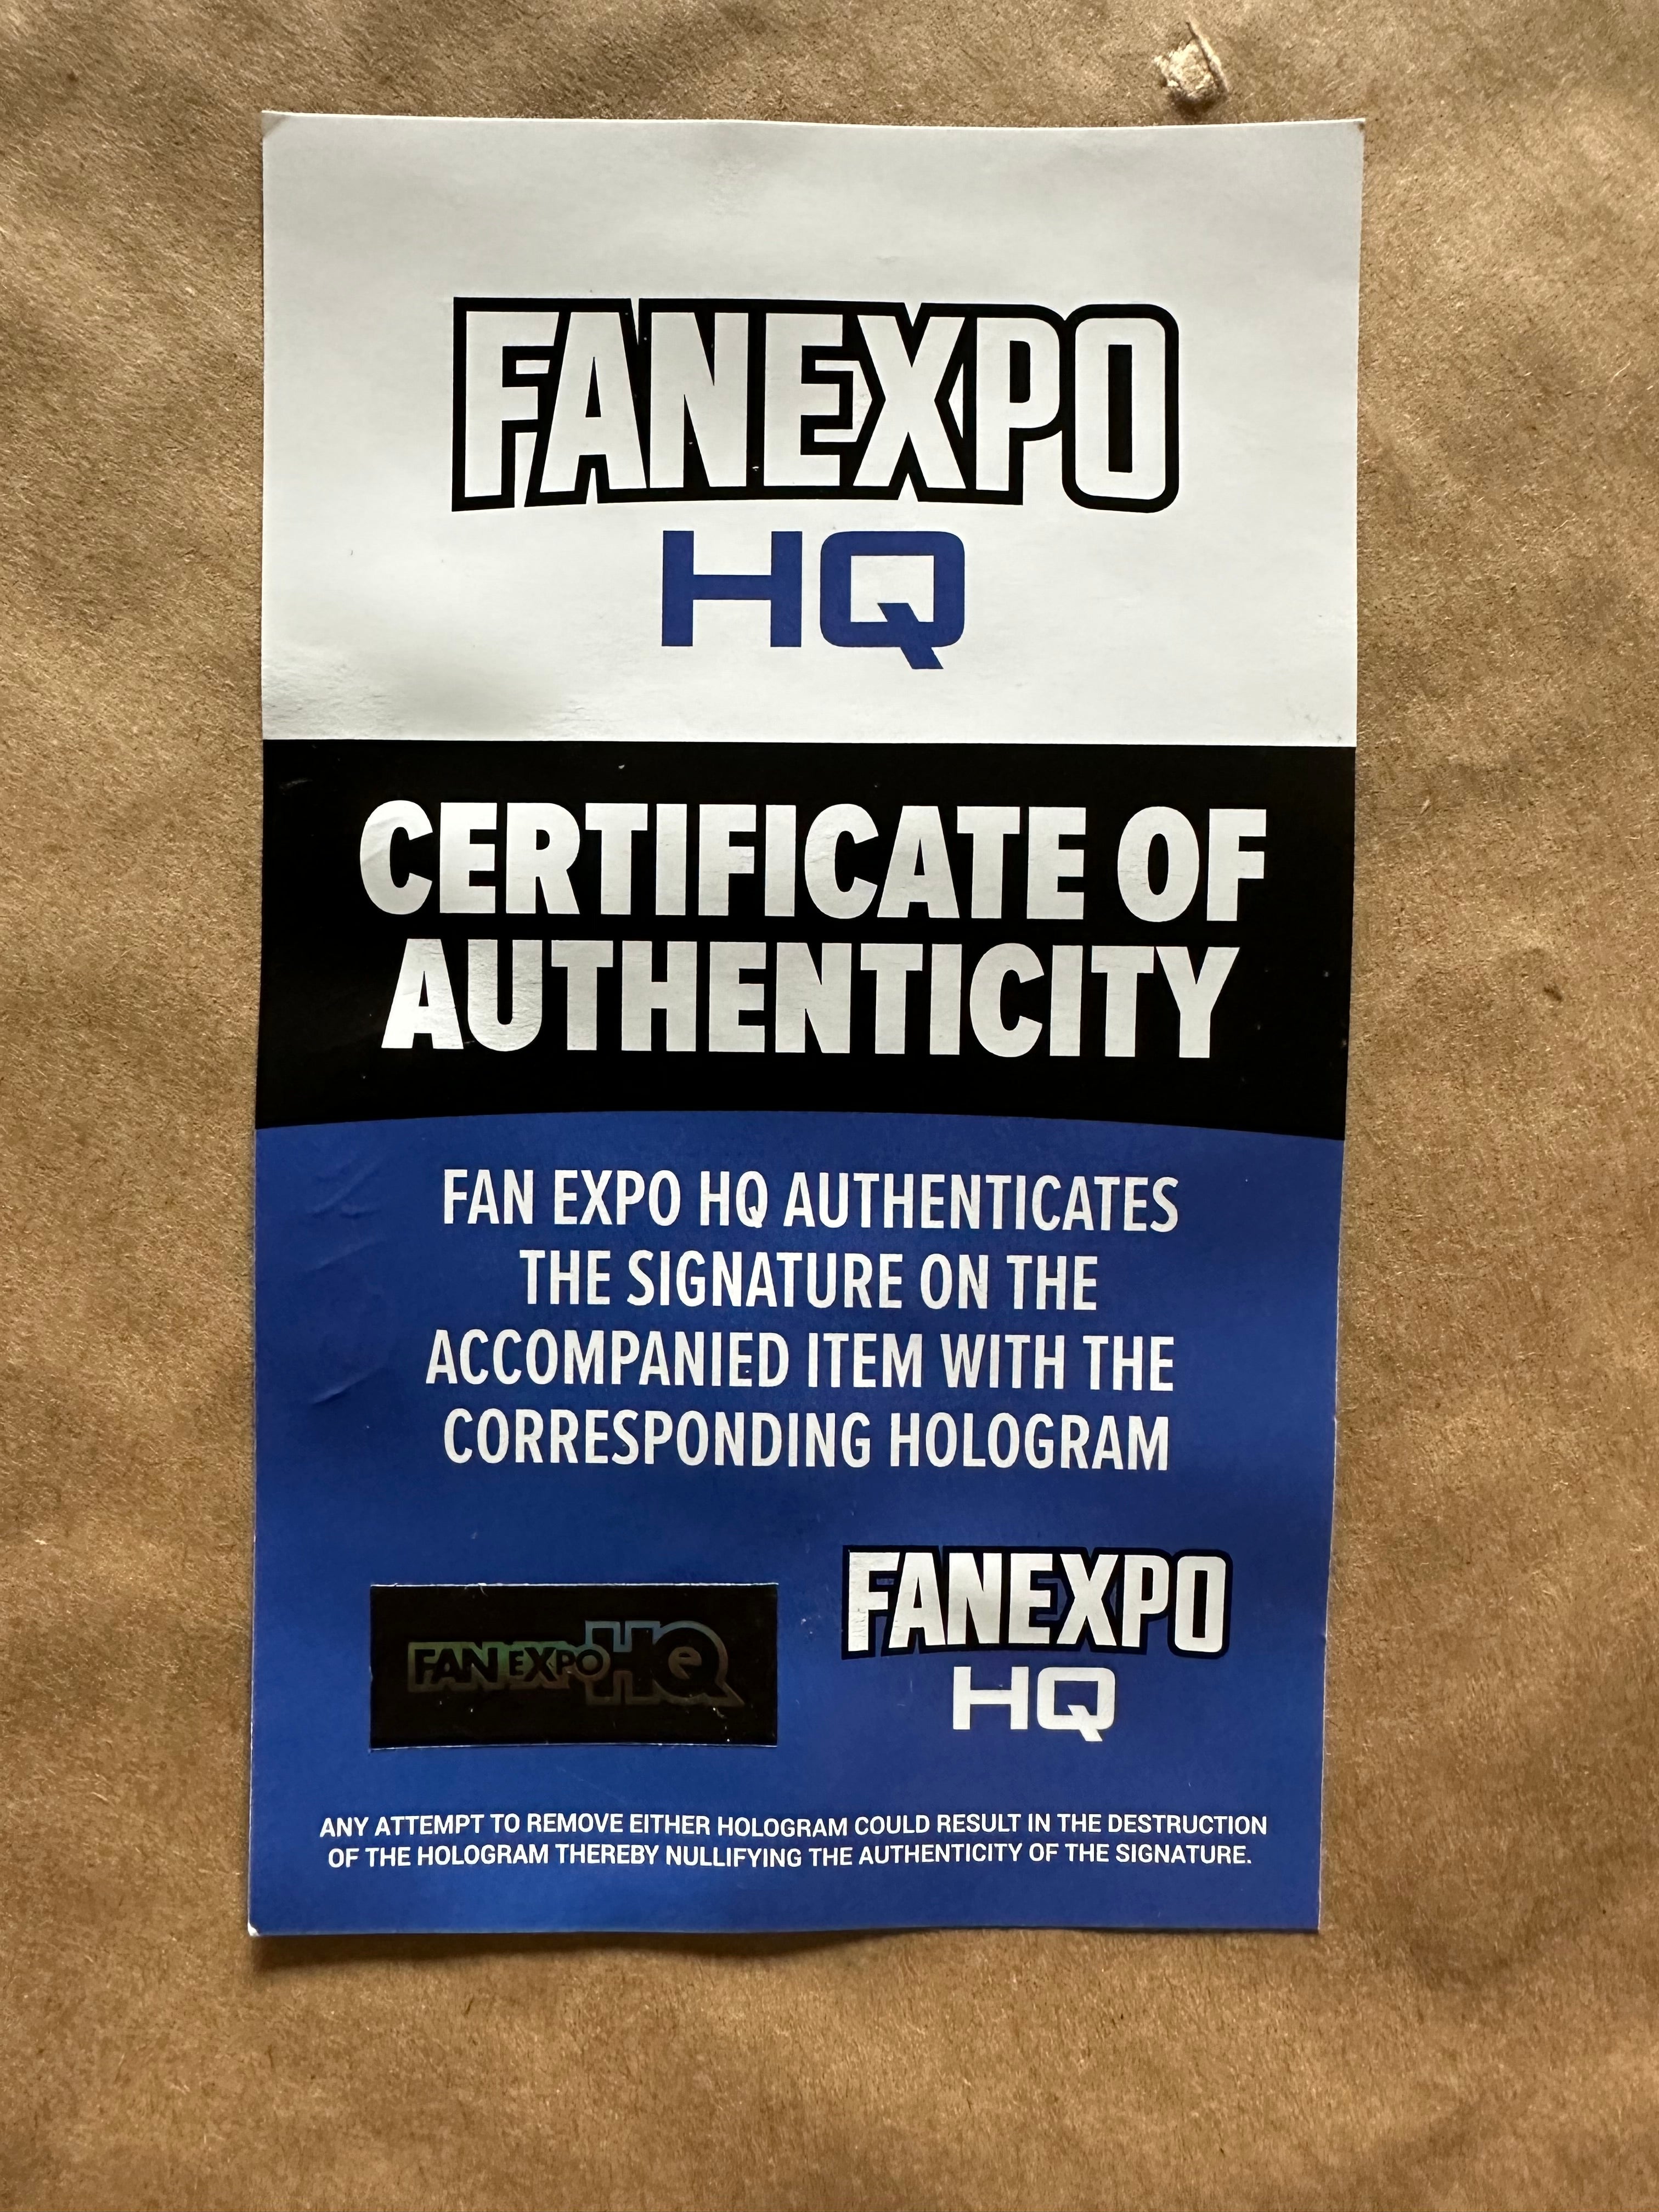 FANEXPO
HQ
CERTIFICATE OF
AUTHENTICITY
FAN EXPO HQ AUTHENTICATES
THE SIGNATURE ON THE
ACCOMPANIED ITEM WITH THE
CORRESPONDING HOLOGRAM
FAN EXPO HQ
FANEXPO
HQ
ANY ATTEMPT TO REMOVE EITHER HOLOGRAM COULD RESULT IN THE DESTRUCTION
OF THE HOLOGRAM THEREBY NULLIFYING THE AUTHENTICITY OF THE SIGNATURE.